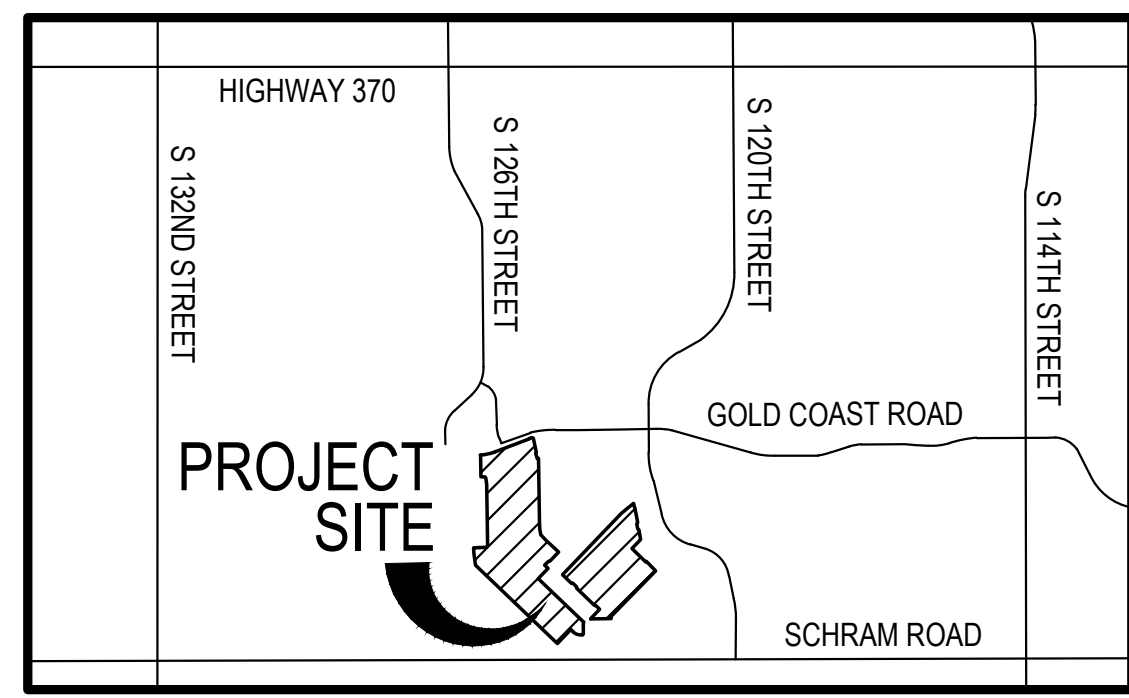 HIGHWAY 370
S 132ND STREET
S 126TH STREET
S 120TH STREET
S 114TH STREET
GOLD COAST ROAD
PROJECT
SITE
SCHRAM ROAD